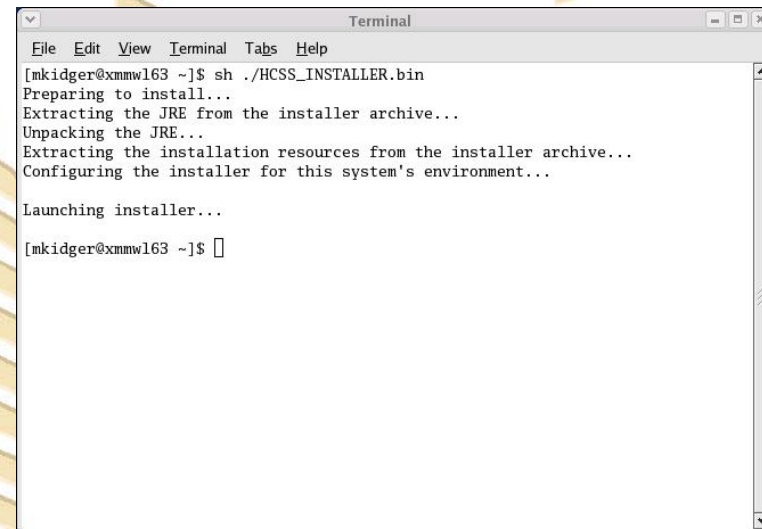 Terminal
File Edit View Terminal Tabs Help
[mkidger@xmmwl63 ~]$ sh ./HCSS_INSTALLER.bin
Preparing to install...
Extracting the JRE from the installer archive...
Unpacking the JRE...
Extracting the installation resources from the installer archive...
Configuring the installer for this system's environment...
Launching installer...
[mkidger@xmmwl63 ~]$